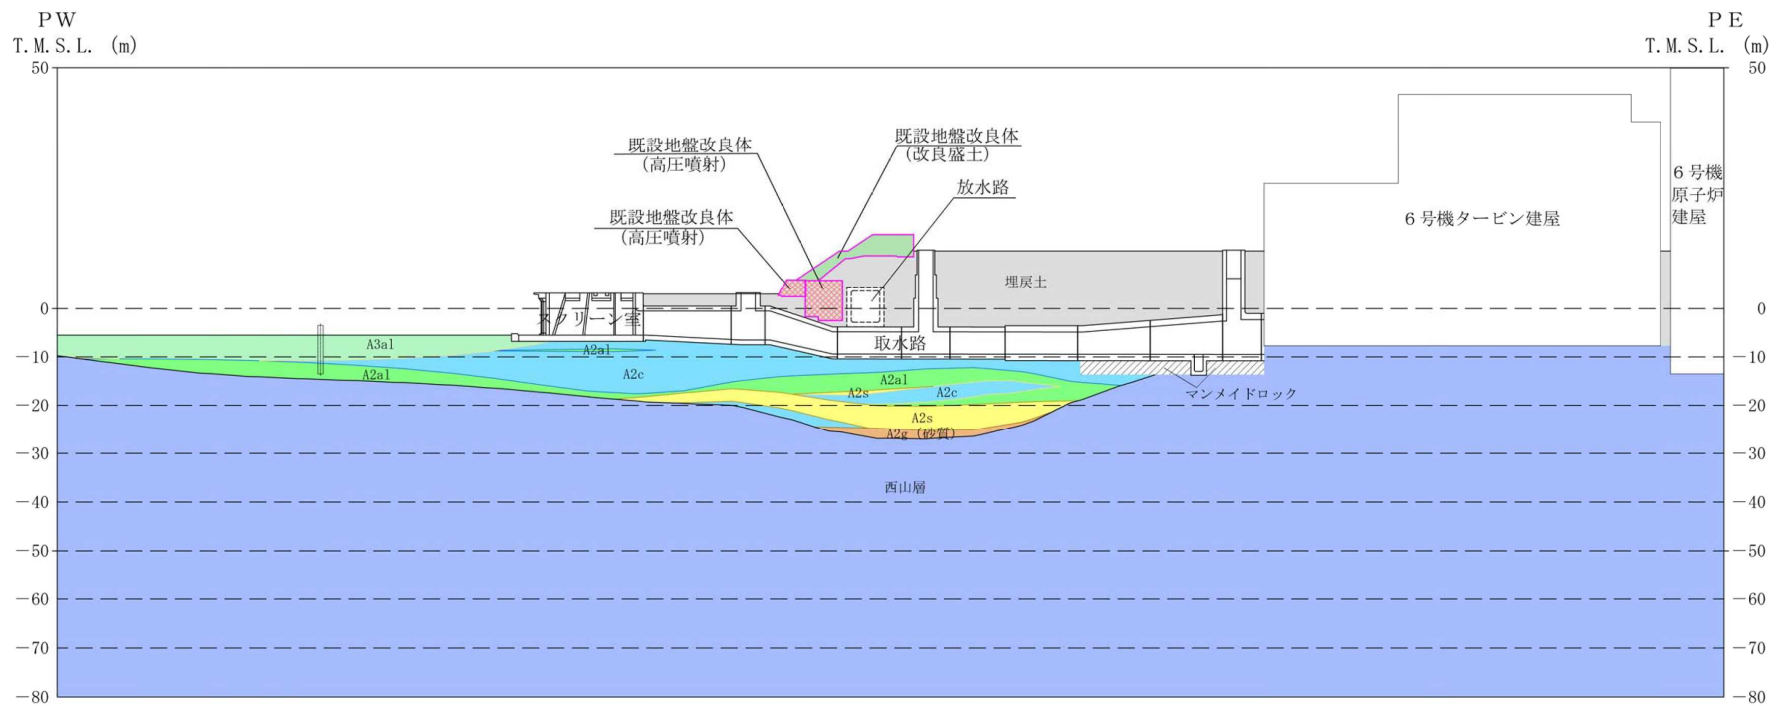 PW
PE
T.M.S.L. (m)
T.M.S.L. (m)
50
50
既設地盤改良体
(改良盛土)
既設地盤改良体
(高圧噴射)
放水路
6号機
原子炉
建屋
既設地盤改良体
(高圧噴射)
6号機タービン建屋
埋戻土
0
スクリーン室
0
A3al
A2al
取水路
-10
-10
A2al
A2c
A2al
A2s
A2c
マンメイドロック
-20
-20
A2s
A2g(砂質)
-30
-30
西山層
-40
-40
-50
-50
-60
-60
-70
-70
-80
-80